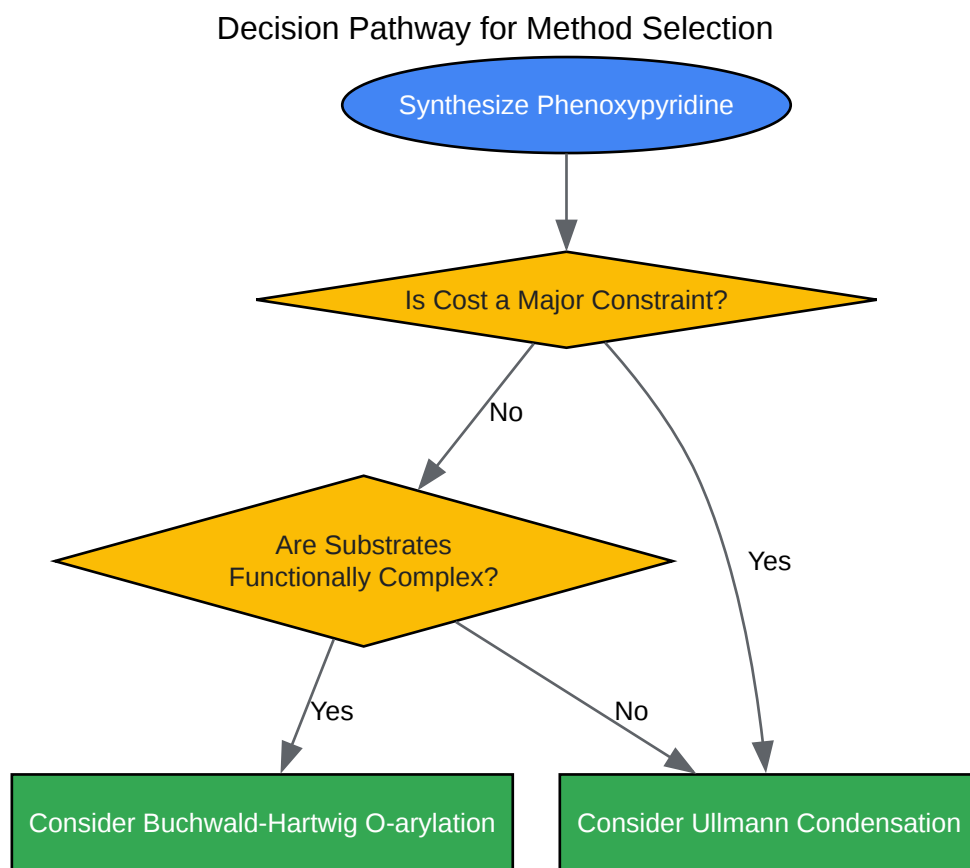 Decision Pathway for Method Selection
Synthesize Phenoxypyridine
Is Cost a Major Constraint?
No
Are Substrates
Functionally Complex?
Yes
Yes
No
Consider Buchwald-Hartwig O-arylation
Consider Ullmann Condensation